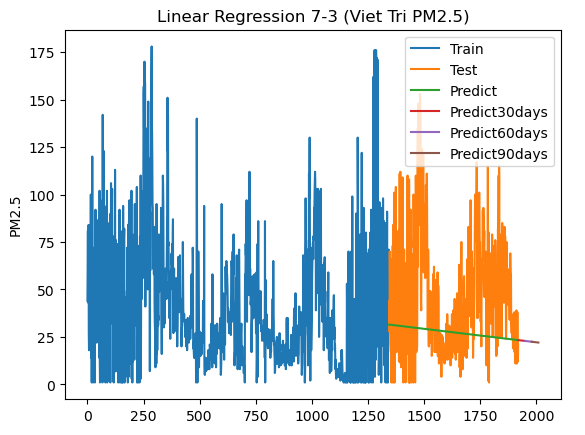 Linear Regression 7-3 (Viet Tri PM2.5)
PM2.5
175
150
125
100
75
50
25
0
0
250
500
750
1000
1250
1500
1750
2000
Train
Test
Predict
Predict30days
Predict60days
Predict90days